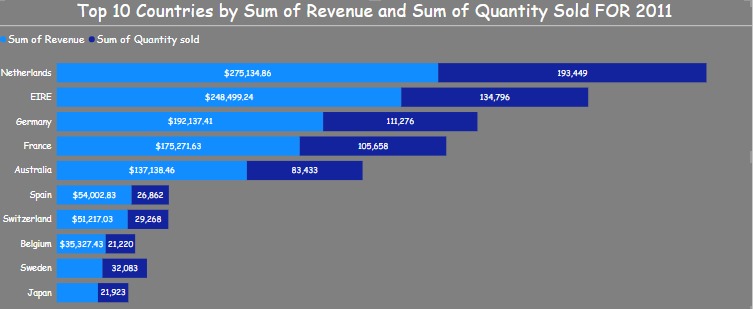 Top 10 Countries by Sum of Revenue and Sum of Quantity Sold FOR 2011
Sum of Revenue Sum of Quantity sold
Netherlands $275,134.86 193,449
EIRE $248,499.24 134,796
Germany $192,137.41 111,276
France $175,271.63 105,658
Australia $137,138.46 83,433
Spain $54,002.83 26,862
Switzerland $51,217.03 29,268
Belgium $35,327.43 21,220
Sweden 32,083
Japan 21,923